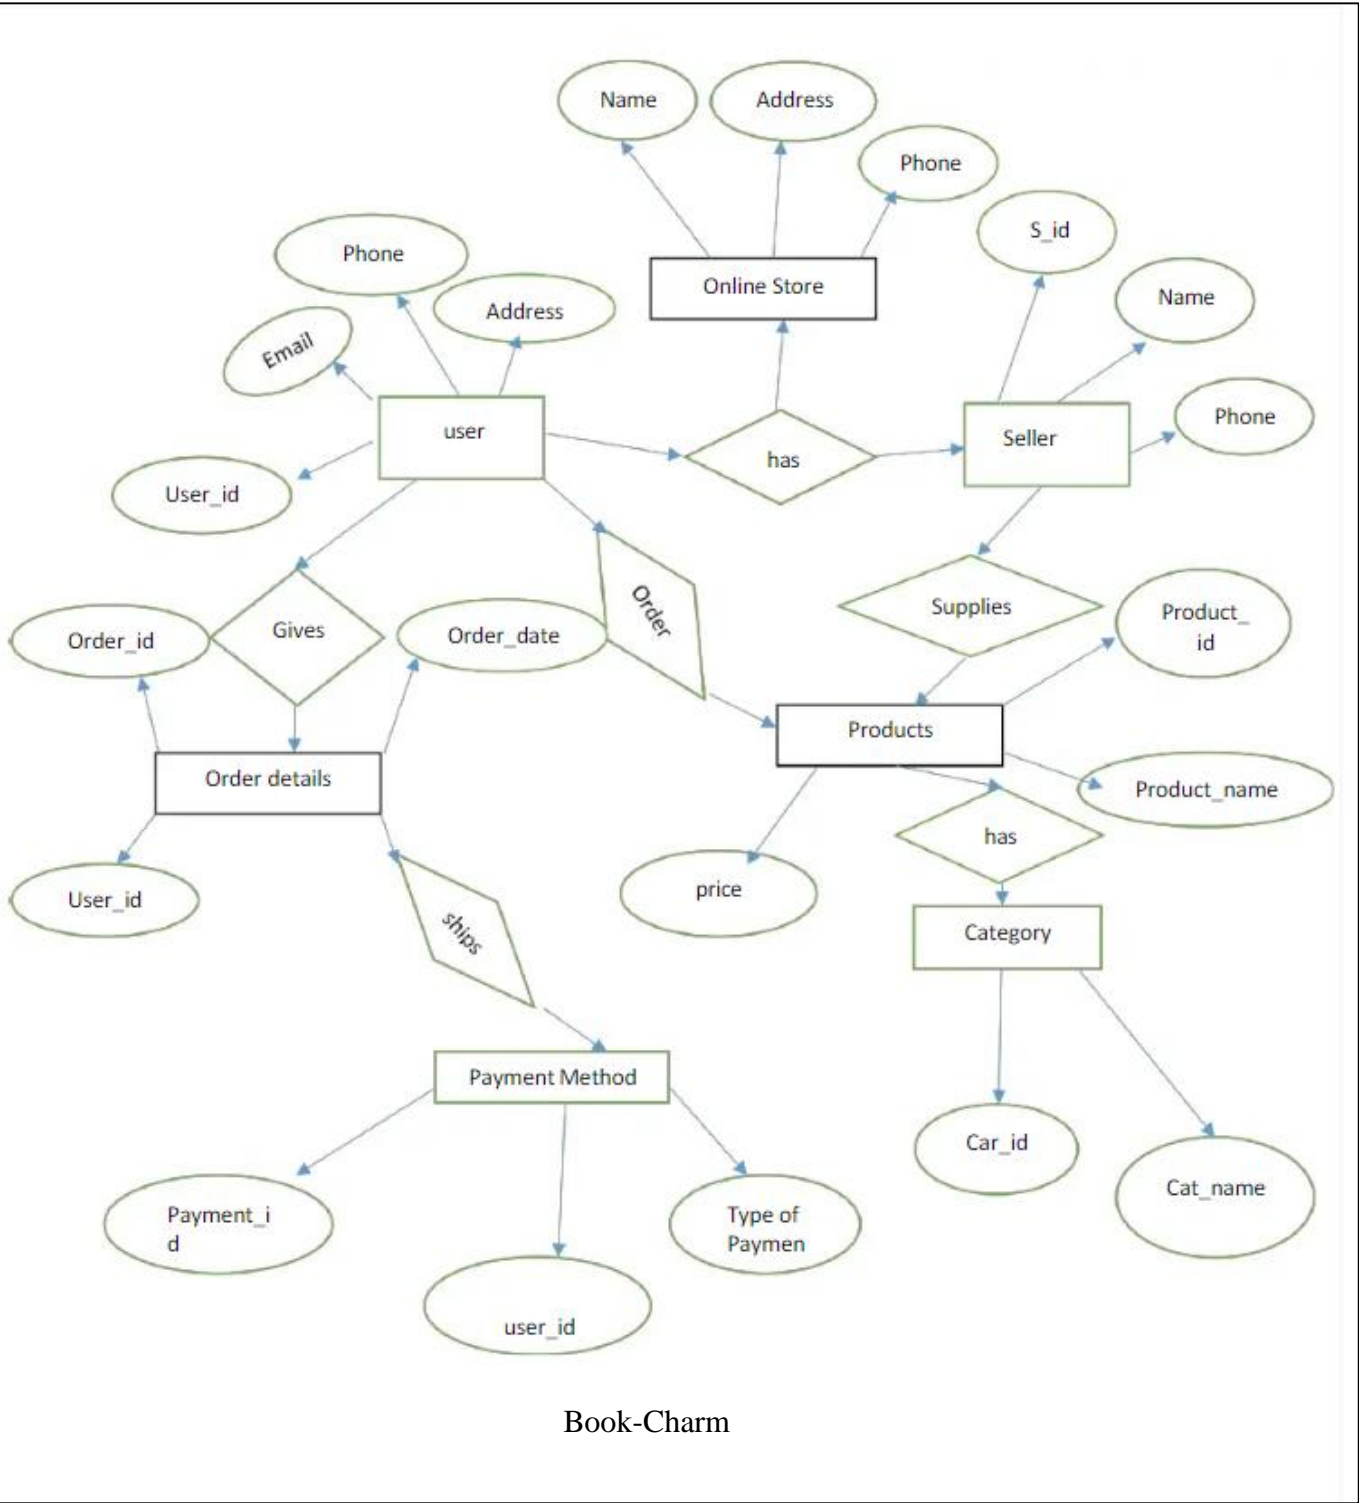 Name
Address
Phone
S_id
Phone
Name
Online Store
Address
Email
Phone
user
Seller
has
User_id
Supplies
Order
Product_
id
Gives
Order_date
Order_id
Products
Order details
Product_name
has
price
User_id
ships
Category
Payment Method
Car_id
Cat_name
Payment_i
d
Type of
Paymen
user_id
Book-Charm